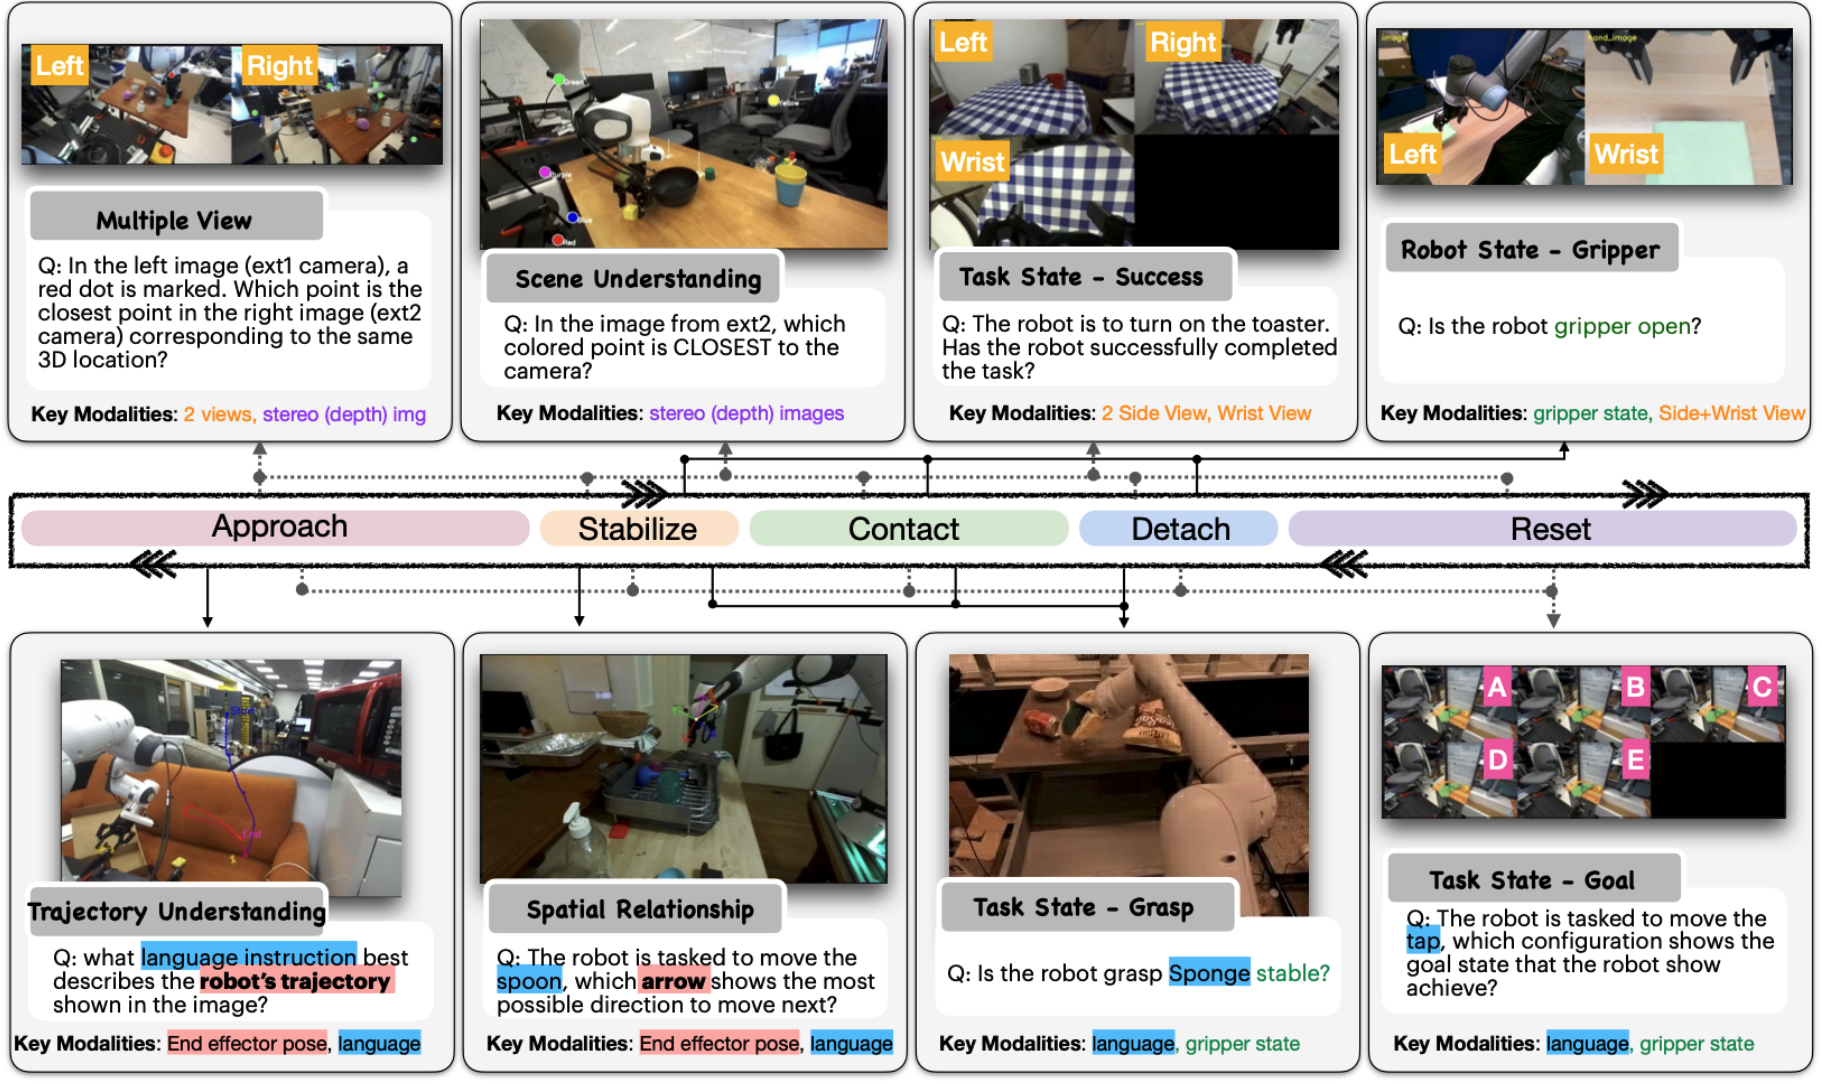 Left
Right
Multiple View
Q: In the left image (ext1 camera), a
red dot is marked. Which point is the
closest point in the right image (ext2
camera) corresponding to the same
3D location?
Key Modalities: 2 views, stereo (depth) img
Green
Yellow
Purple
Blue
Red
Scene Understanding
Q: In the image from ext2, which
colored point is CLOSEST to the
camera?
Key Modalities: stereo (depth) images
Left
Right
Wrist
Task State - Success
Q: The robot is to turn on the toaster.
Has the robot successfully completed
the task?
Key Modalities: 2 Side View, Wrist View
image
hand_image
Left
Wrist
Robot State - Gripper
Q: Is the robot gripper open?
Key Modalities: gripper state, Side+Wrist View
Approach
Stabilize
Contact
Detach
Reset
Start
End
Trajectory Understanding
Q: what language instruction best
describes the robot's trajectory
shown in the image?
Key Modalities: End effector pose, language
Spatial Relationship
Q: The robot is tasked to move the
spoon, which arrow shows the most
possible direction to move next?
Key Modalities: End effector pose, language
Task State - Grasp
Q: Is the robot grasp Sponge stable?
Key Modalities: language, gripper state
A
B
C
D
E
Task State - Goal
Q: The robot is tasked to move the
tap, which configuration shows the
goal state that the robot show
achieve?
Key Modalities: language, gripper state